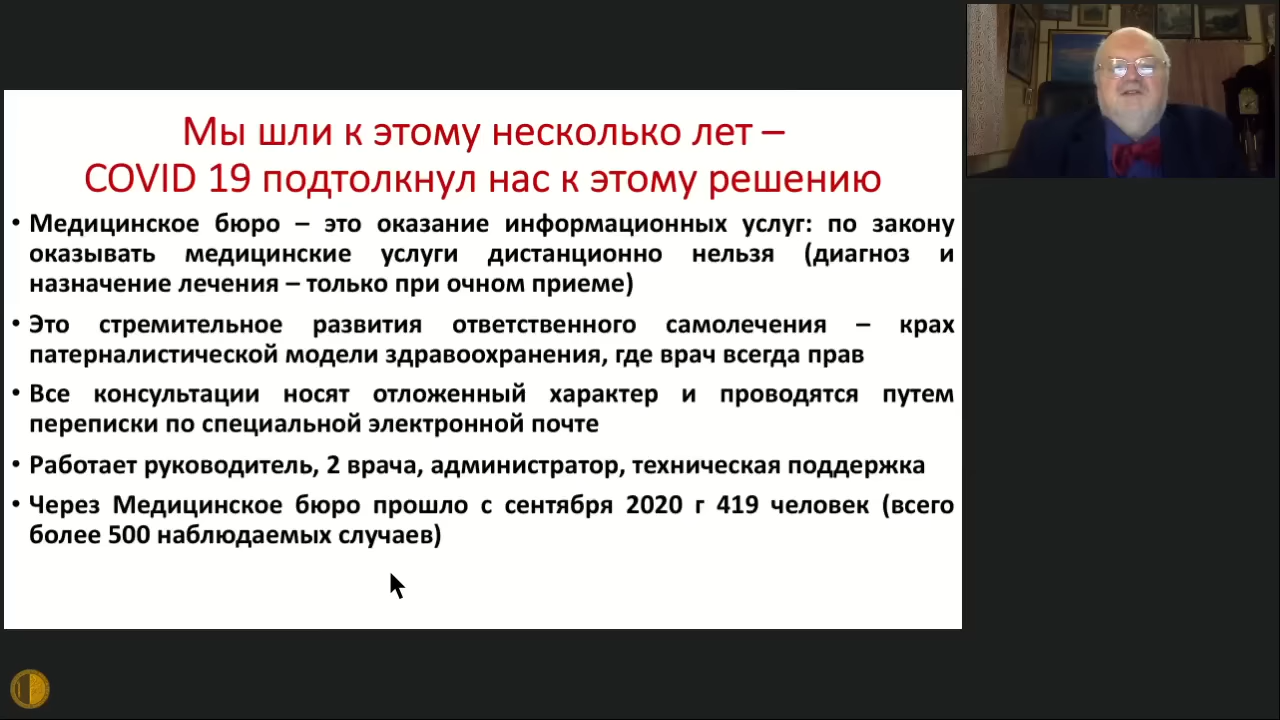 Мы шли к этому несколько лет –
COVID 19 подтолкнул нас к этому решению
• Медицинское бюро – это оказание информационных услуг: по закону
оказывать медицинские услуги дистанционно нельзя (диагноз и
назначение лечения – только при очном приеме)
• Это стремительное развития ответственного самолечения – крах
патерналистической модели здравоохранения, где врач всегда прав
• Все консультации носят отложенный характер и проводятся путем
переписки по специальной электронной почте
• Работает руководитель, 2 врача, администратор, техническая поддержка
• Через Медицинское бюро прошло с сентября 2020 г 419 человек (всего
более 500 наблюдаемых случаев)